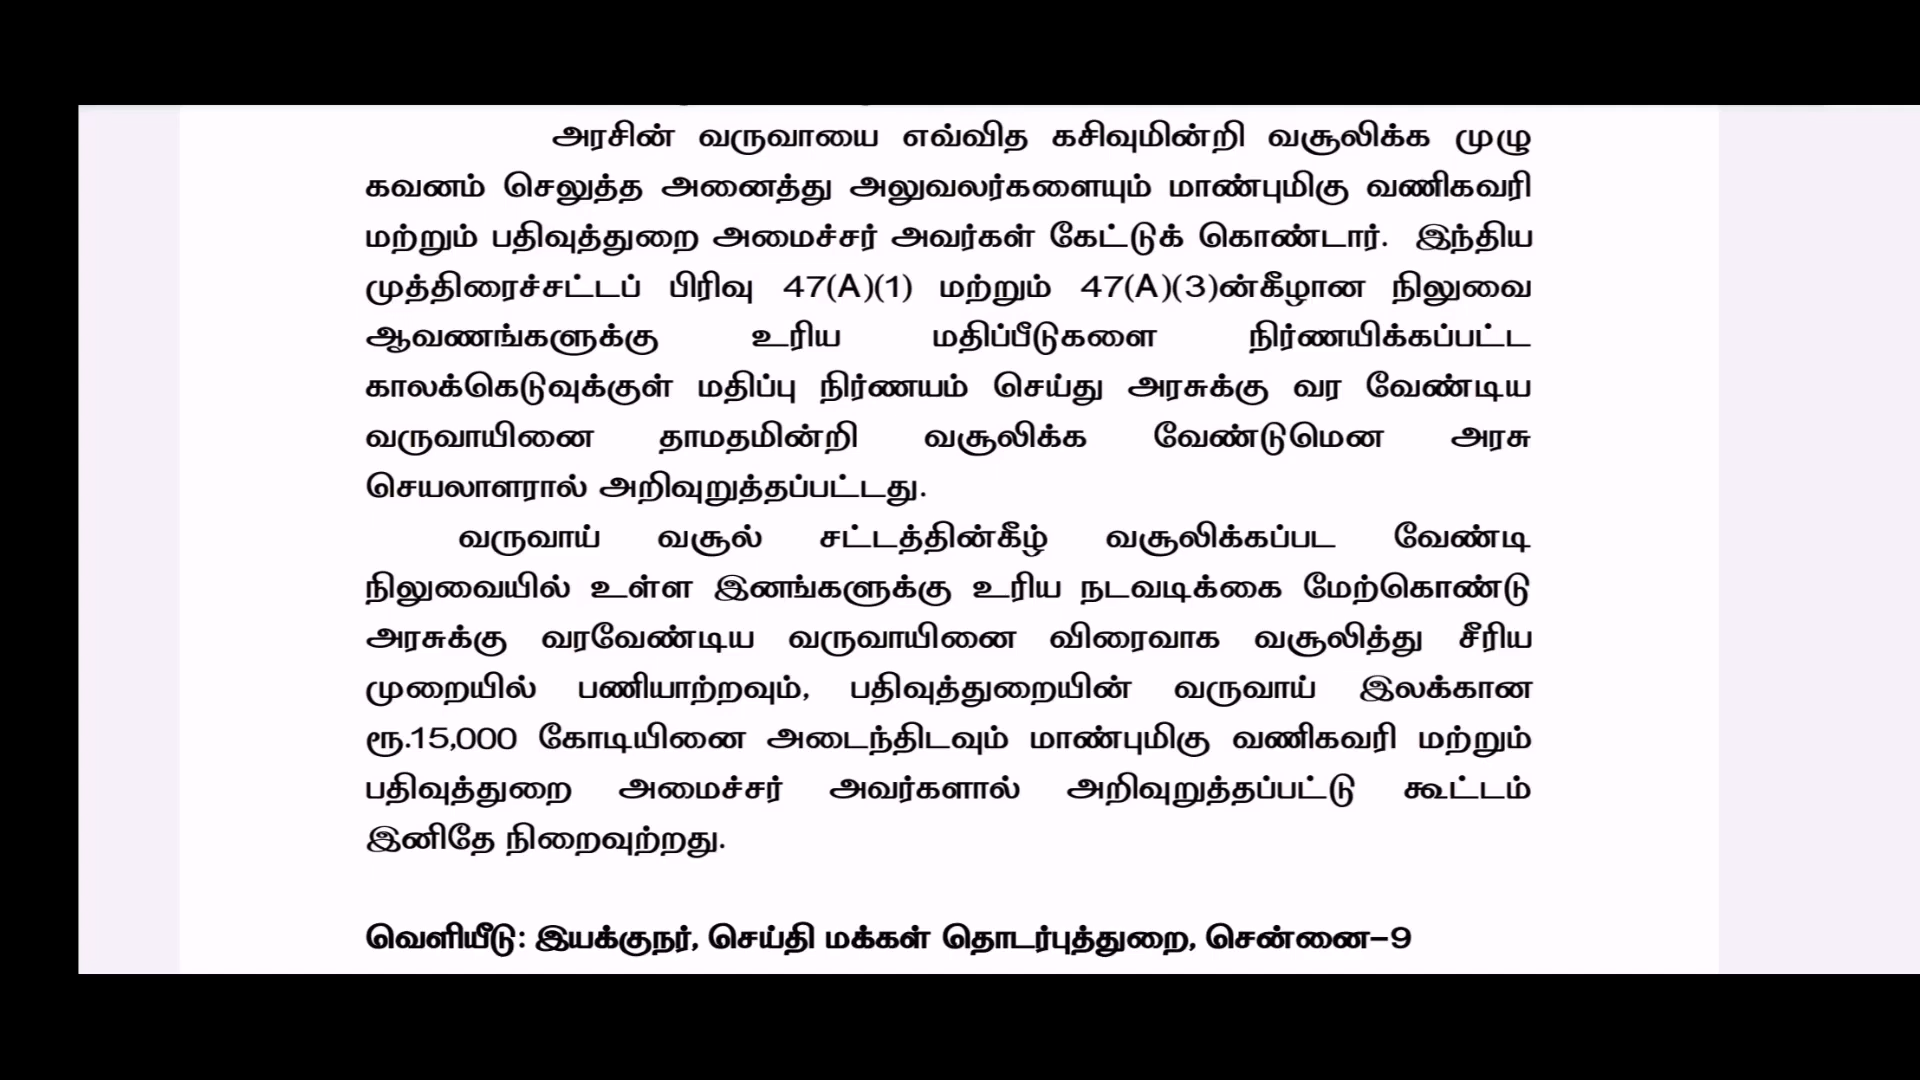 அரசின் வருவாயை எவ்வித கசிவுமின்றி வசூலிக்க முழு
கவனம் செலுத்த அனைத்து அலுவலர்களையும் மாண்புமிகு வணிகவரி
மற்றும் பதிவுத்துறை அமைச்சர் அவர்கள் கேட்டுக் கொண்டார். இந்திய
முத்திரைச்சட்டப் பிரிவு 47(A)(1) மற்றும் 47(A)(3)ன்கீழான நிலுவை
ஆவணங்களுக்கு உரிய மதிப்பீடுகளை நிர்ணயிக்கப்பட்ட
காலக்கெடுவுக்குள் மதிப்பு நிர்ணயம் செய்து அரசுக்கு வர வேண்டிய
வருவாயினை தாமதமின்றி வசூலிக்க வேண்டுமென அரசு
செயலாளரால் அறிவுறுத்தப்பட்டது.
வருவாய் வசூல் சட்டத்தின்கீழ் வசூலிக்கப்பட வேண்டி
நிலுவையில் உள்ள இனங்களுக்கு உரிய நடவடிக்கை மேற்கொண்டு
அரசுக்கு வரவேண்டிய வருவாயினை விரைவாக வசூலித்து சீரிய
முறையில் பணியாற்றவும், பதிவுத்துறையின் வருவாய் இலக்கான
ரூ.15,000 கோடியினை அடைந்திடவும் மாண்புமிகு வணிகவரி மற்றும்
பதிவுத்துறை அமைச்சர் அவர்களால் அறிவுறுத்தப்பட்டு கூட்டம்
இனிதே நிறைவுற்றது.
வெளியீடு: இயக்குநர், செய்தி மக்கள் தொடர்புத்துறை, சென்னை–9